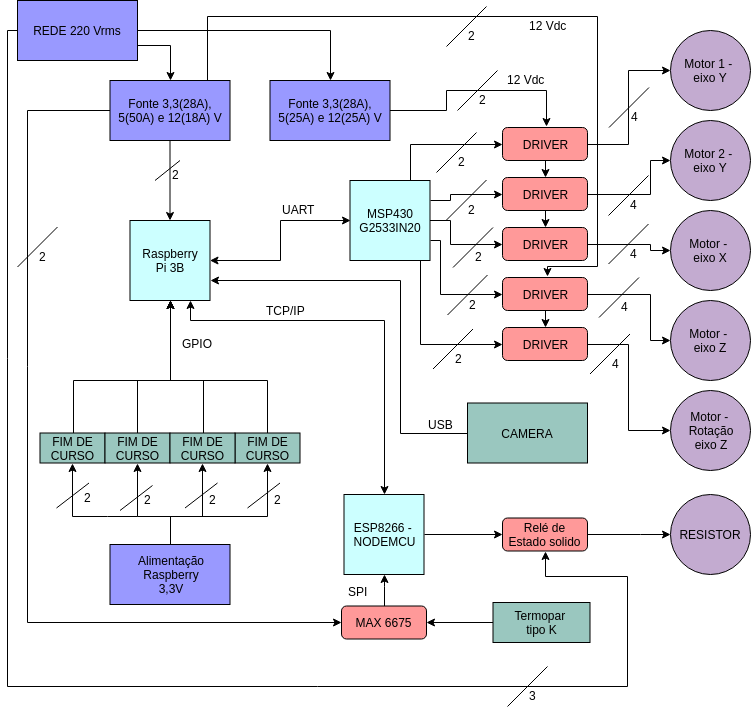 REDE 220 Vrms
2
12 Vdc
Motor 1 -
eixo Y
Fonte 3,3(28A),
5(50A) e 12(18A) V
Fonte 3,3(28A),
5(25A) e 12(25A) V
12 Vdc
2
4
DRIVER
2
Motor 2 -
eixo Y
2
MSP430
G2533IN20
DRIVER
2
4
UART
Raspberry
Pi 3B
DRIVER
2
4
Motor -
eixo X
2
DRIVER
2
4
Motor -
eixo Z
TCP/IP
GPIO
DRIVER
2
4
Motor -
Rotação
eixo Z
USB
CAMERA
FIM DE
CURSO
FIM DE
CURSO
FIM DE
CURSO
FIM DE
CURSO
2
2
2
2
ESP8266 -
NODEMCU
Relé de
Estado solido
RESISTOR
Alimentação
Raspberry
3,3V
SPI
MAX 6675
Termopar
tipo K
3